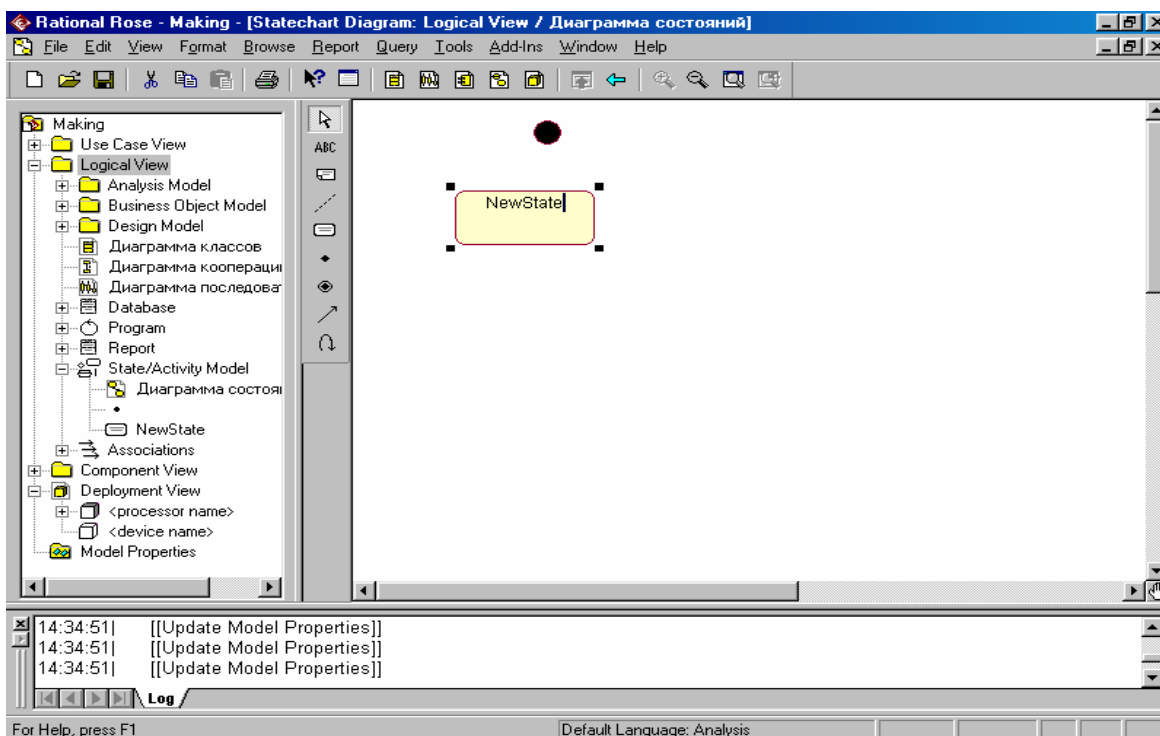 Rational Rose - Making - [Statechart Diagram: Logical View / Диаграмма состояний]
File Edit View Format Browse Report Query Tools Add-Ins Window Help
Making
Use Case View
Logical View
Analysis Model
Business Object Model
Design Model
Диаграмма классов
Диаграмма коопераци
Диаграмма последова
Database
Program
Report
State/Activity Model
Диаграмма состоя
NewState
Associations
Component View
Deployment View
<processor name>
<device name>
Model Properties
ABC
NewState
14:34:51| [[Update Model Properties]]
14:34:51| [[Update Model Properties]]
14:34:51| [[Update Model Properties]]
Log
For Help, press F1
Default Language: Analysis